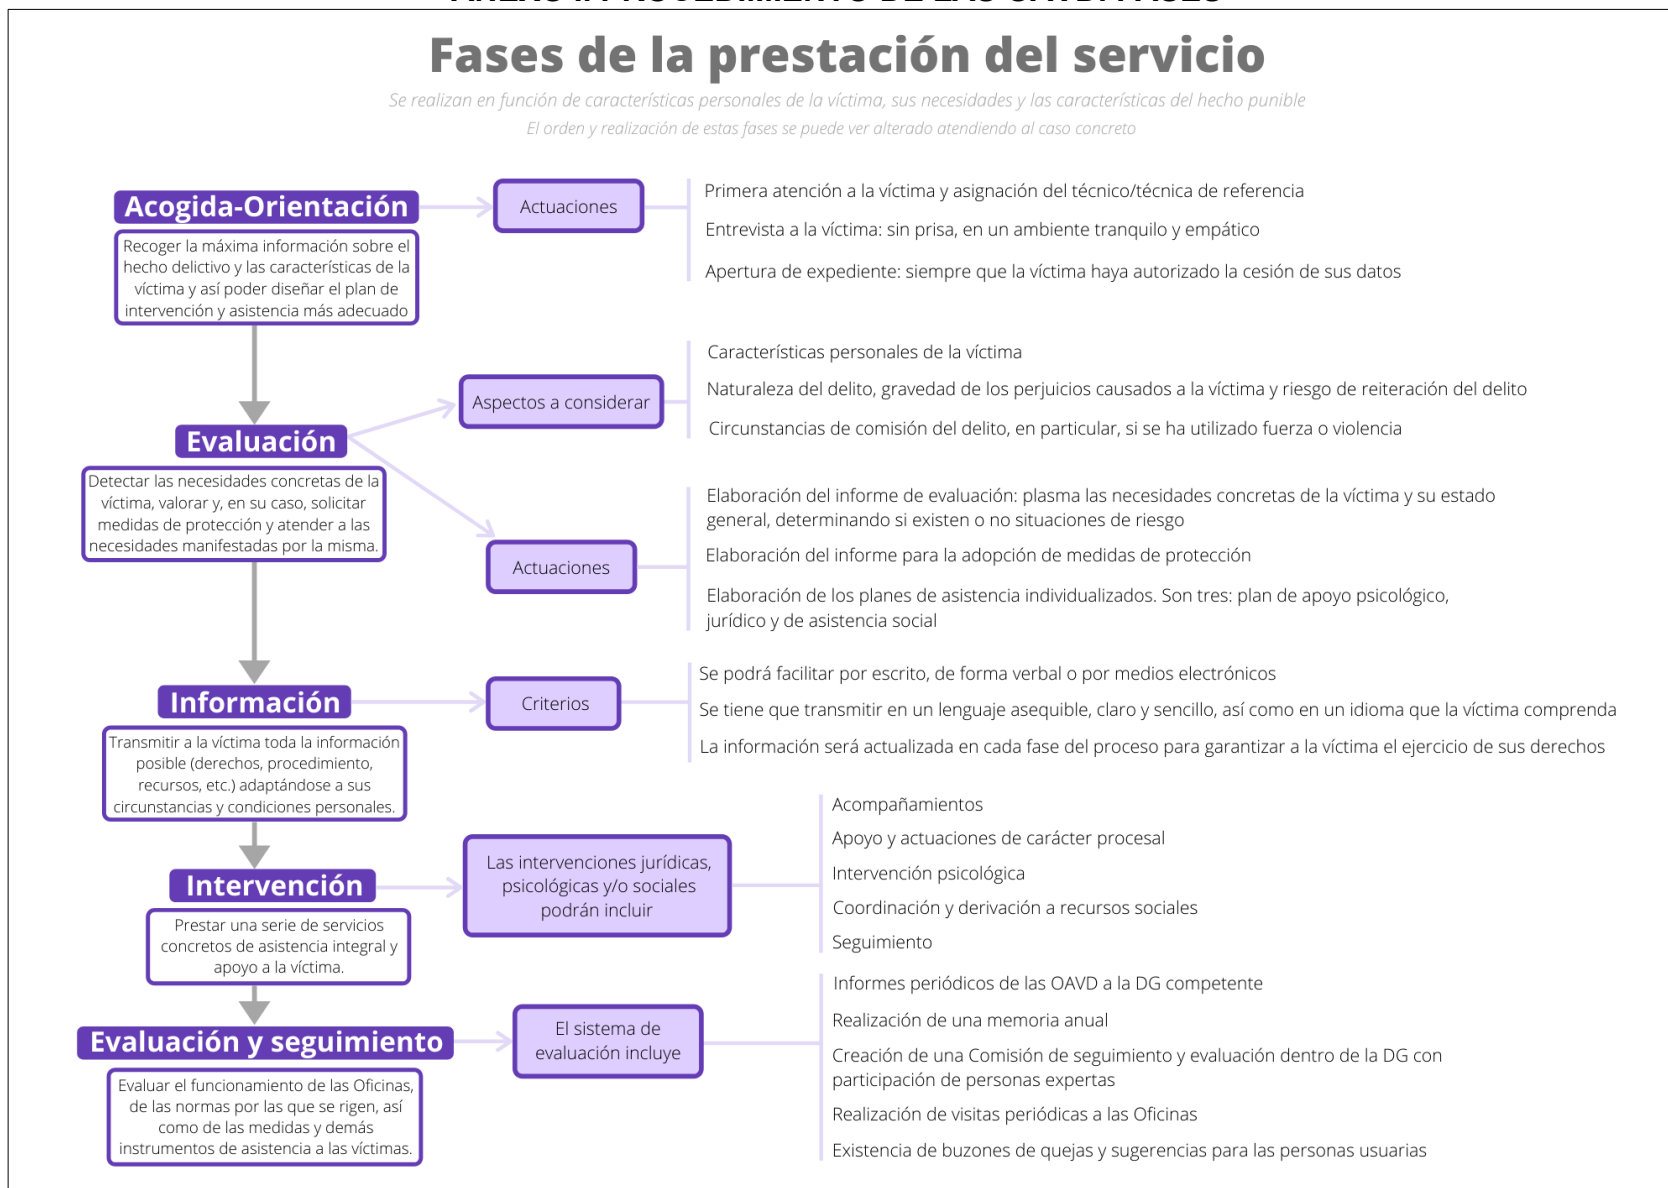 Fases de la prestación del servicio
Se realizan en función de características personales de la víctima, sus necesidades y las características del hecho punible
El orden y realización de estas fases se puede ver alterado atendiendo al caso concreto
Acogida-Orientación
Recoger la máxima información sobre el
hecho delictivo y las características de la
víctima y así poder diseñar el plan de
intervención y asistencia más adecuado
Actuaciones
Primera atención a la víctima y asignación del técnico/técnica de referencia
Entrevista a la víctima: sin prisa, en un ambiente tranquilo y empático
Apertura de expediente: siempre que la víctima haya autorizado la cesión de sus datos
Evaluación
Detectar las necesidades concretas de la
víctima, valorar y, en su caso, solicitar
medidas de protección y atender a las
necesidades manifestadas por la misma.
Aspectos a considerar
Características personales de la víctima
Naturaleza del delito, gravedad de los perjuicios causados a la víctima y riesgo de reiteración del delito
Circunstancias de comisión del delito, en particular, si se ha utilizado fuerza o violencia
Actuaciones
Elaboración del informe de evaluación: plasma las necesidades concretas de la víctima y su estado
general, determinando si existen o no situaciones de riesgo
Elaboración del informe para la adopción de medidas de protección
Elaboración de los planes de asistencia individualizados. Son tres: plan de apoyo psicológico,
jurídico y de asistencia social
Información
Transmitir a la víctima toda la información
posible (derechos, procedimiento,
recursos, etc.) adaptándose a sus
circunstancias y condiciones personales.
Criterios
Se podrá facilitar por escrito, de forma verbal o por medios electrónicos
Se tiene que transmitir en un lenguaje asequible, claro y sencillo, así como en un idioma que la víctima comprenda
La información será actualizada en cada fase del proceso para garantizar a la víctima el ejercicio de sus derechos
Intervención
Prestar una serie de servicios
concretos de asistencia integral y
apoyo a la víctima.
Las intervenciones jurídicas,
psicológicas y/o sociales
podrán incluir
Acompañamientos
Apoyo y actuaciones de carácter procesal
Intervención psicológica
Coordinación y derivación a recursos sociales
Seguimiento
Evaluación y seguimiento
Evaluar el funcionamiento de las Oficinas,
de las normas por las que se rigen, así
como de las medidas y demás
instrumentos de asistencia a las víctimas.
El sistema de
evaluación incluye
Informes periódicos de las OAVD a la DG competente
Realización de una memoria anual
Creación de una Comisión de seguimiento y evaluación dentro de la DG con
participación de personas expertas
Realización de visitas periódicas a las Oficinas
Existencia de buzones de quejas y sugerencias para las personas usuarias